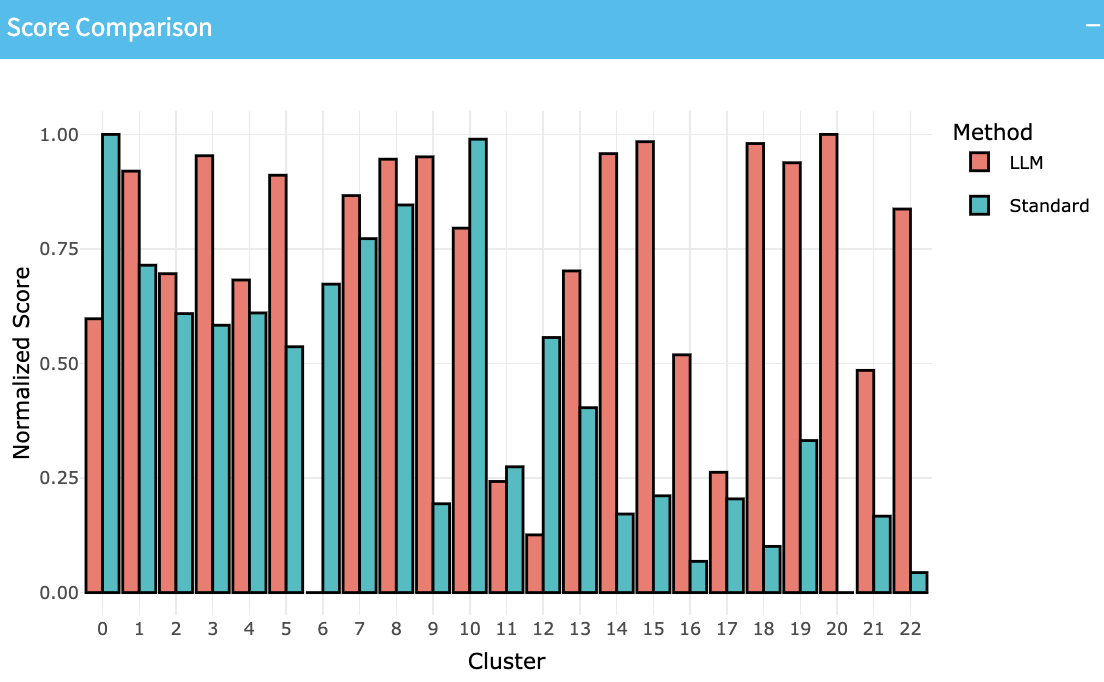 Score Comparison
Method
LLM
Standard
1.00
0.75
0.50
0.25
0.00
Normalized Score
0 1 2 3 4 5 6 7 8 9 10 11 12 13 14 15 16 17 18 19 20 21 22
Cluster